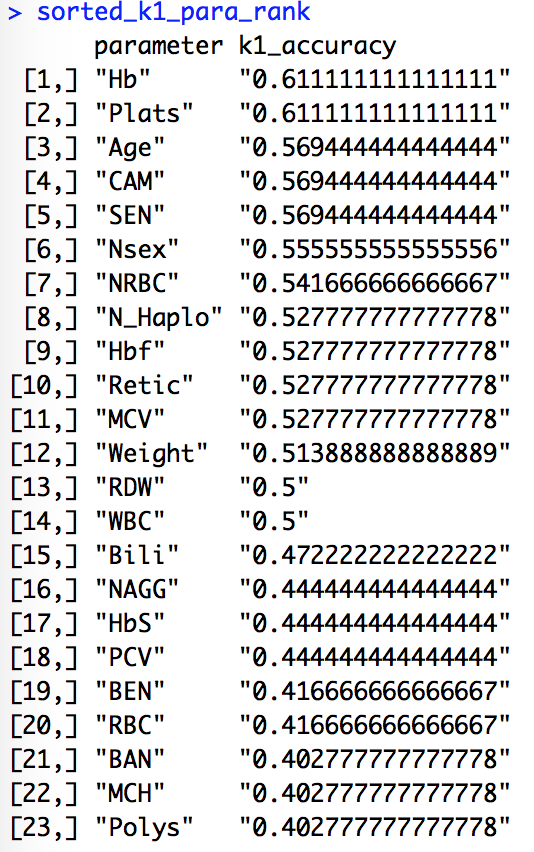 > sorted_k1_para_rank
parameter k1_accuracy
[1,] "Hb" "0.611111111111111"
[2,] "Plats" "0.611111111111111"
[3,] "Age" "0.569444444444444"
[4,] "CAM" "0.569444444444444"
[5,] "SEN" "0.569444444444444"
[6,] "Nsex" "0.555555555555556"
[7,] "NRBC" "0.541666666666667"
[8,] "N_Haplo" "0.527777777777778"
[9,] "Hbf" "0.527777777777778"
[10,] "Retic" "0.527777777777778"
[11,] "MCV" "0.527777777777778"
[12,] "Weight" "0.513888888888889"
[13,] "RDW" "0.5"
[14,] "WBC" "0.5"
[15,] "Bili" "0.472222222222222"
[16,] "NAGG" "0.444444444444444"
[17,] "HbS" "0.444444444444444"
[18,] "PCV" "0.444444444444444"
[19,] "BEN" "0.416666666666667"
[20,] "RBC" "0.416666666666667"
[21,] "BAN" "0.402777777777778"
[22,] "MCH" "0.402777777777778"
[23,] "Polys" "0.402777777777778"